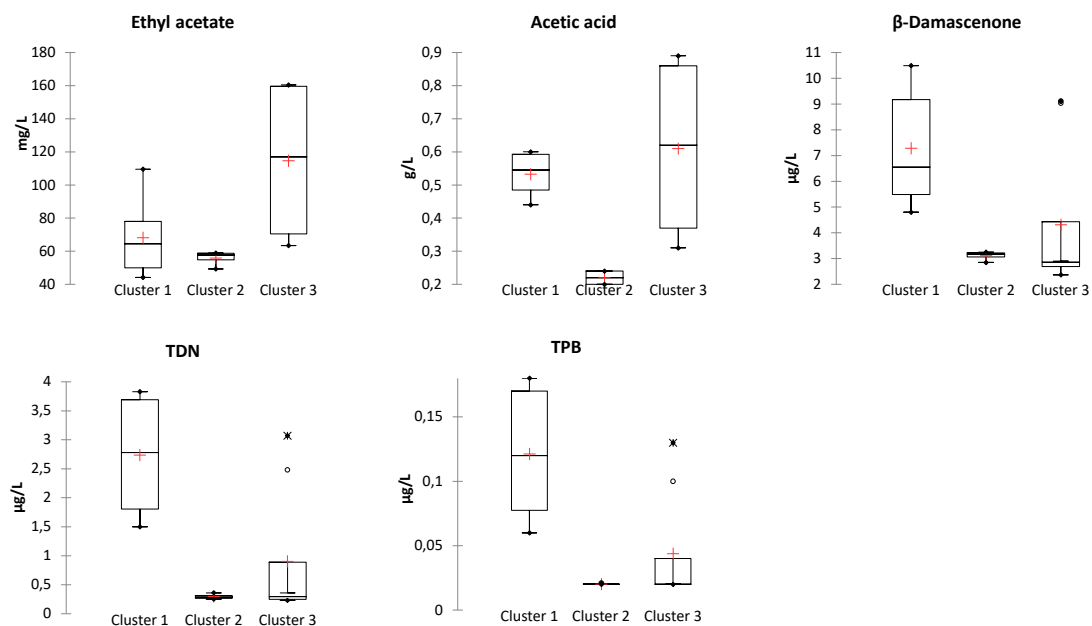 Ethyl acetate
180
160
140
120
100
80
60
40
mg/L
Cluster 1 Cluster 2 Cluster 3
Acetic acid
0,9
0,8
0,7
0,6
0,5
0,4
0,3
0,2
g/L
Cluster 1 Cluster 2 Cluster 3
β-Damascenone
11
10
9
8
7
6
5
4
3
2
µg/L
Cluster 1 Cluster 2 Cluster 3
TDN
4
3,5
3
2,5
2
1,5
1
0,5
0
µg/L
Cluster 1 Cluster 2 Cluster 3
TPB
0,15
0,1
0,05
0
µg/L
Cluster 1 Cluster 2 Cluster 3